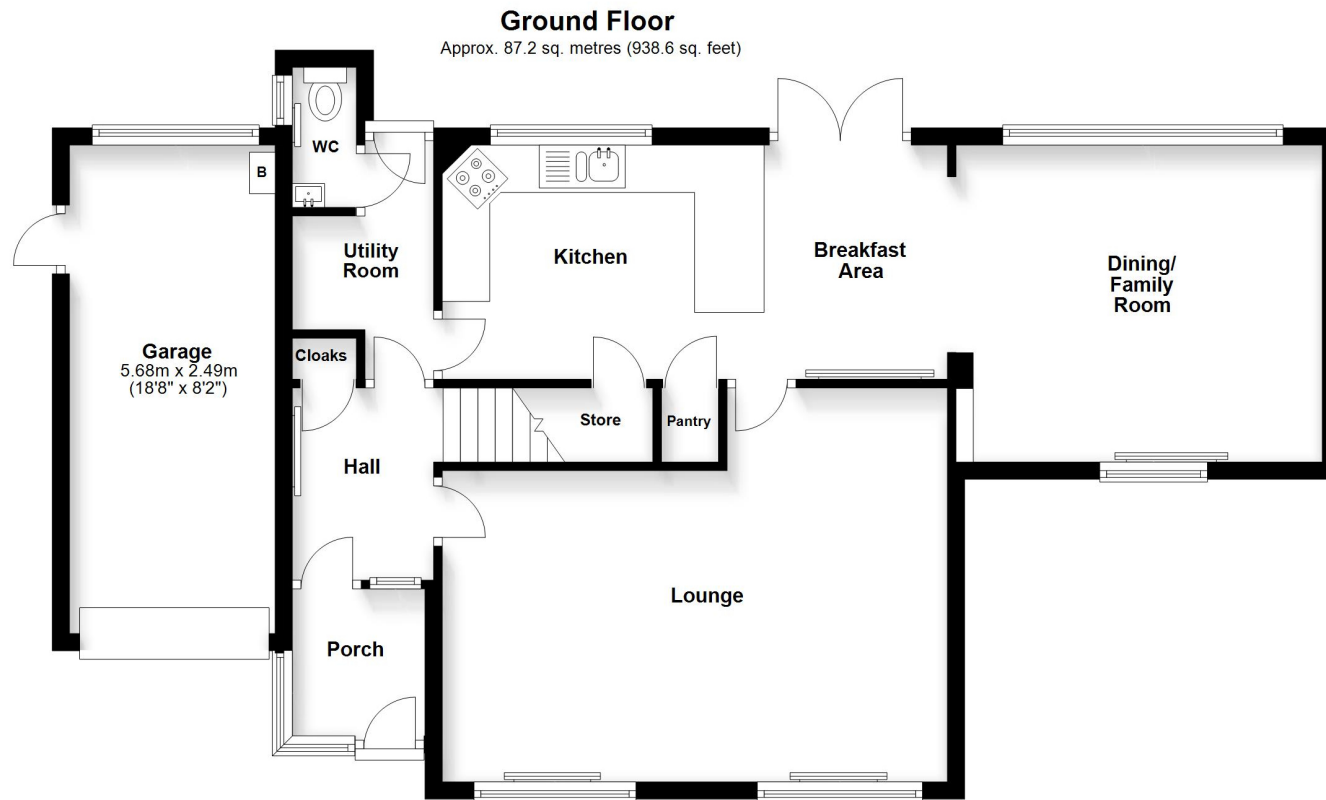 Ground Floor
Approx. 87.2 sq. metres (938.6 sq. feet)
WC
B
Utility
Room
Kitchen
Breakfast
Area
Dining/
Family
Room
Garage
5.68m x 2.49m
(18'8" x 8'2")
Cloaks
Store
Pantry
Hall
Lounge
Porch